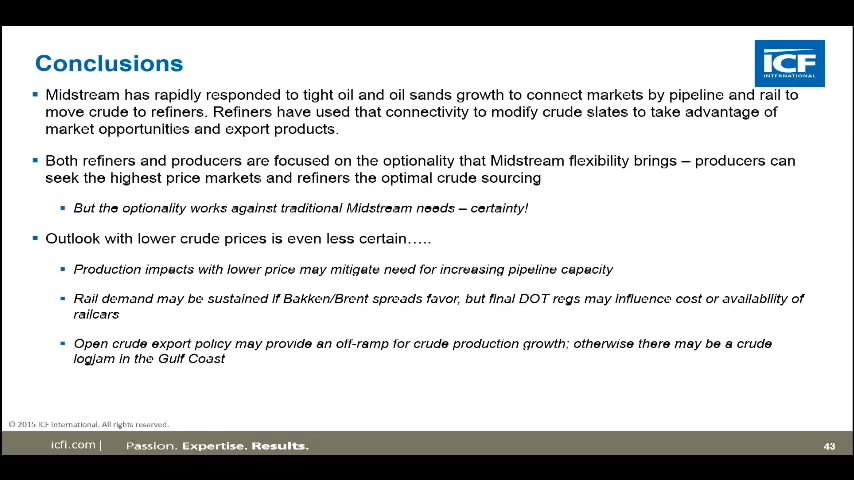 Conclusions
ICF
INTERNATIONAL
Midstream has rapidly responded to tight oil and oil sands growth to connect markets by pipeline and rail to
move crude to refiners. Refiners have used that connectivity to modify crude slates to take advantage of
market opportunities and export products.
Both refiners and producers are focused on the optionality that Midstream flexibility brings – producers can
seek the highest price markets and refiners the optimal crude sourcing
But the optionality works against traditional Midstream needs – certainty!
Outlook with lower crude prices is even less certain…..
Production impacts with lower price may mitigate need for increasing pipeline capacity
Rail demand may be sustained if Bakken/Brent spreads favor, but final DOT regs may influence cost or availability of
railcars
Open crude export policy may provide an off-ramp for crude production growth; otherwise there may be a crude
logjam in the Gulf Coast
© 2015 ICF International. All rights reserved.
icfi.com | Passion. Expertise. Results.
43